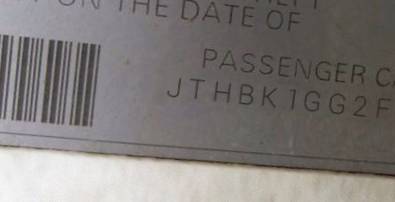 ON THE DATE OF
PASSENGER
JTHBK1GG2F